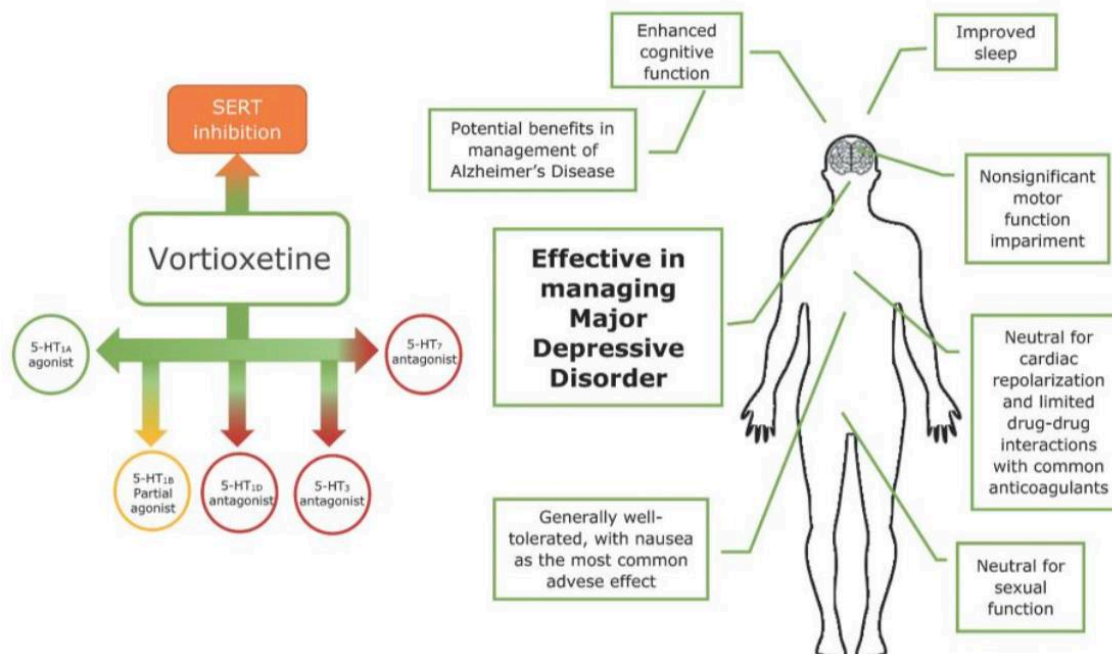 SERT
inhibition
Vortioxetine
5-HT1A
agonist
5-HT7
antagonist
5-HT1B
Partial
agonist
5-HT1D
antagonist
5-HT3
antagonist
Enhanced
cognitive
function
Improved
sleep
Potential benefits in
management of
Alzheimer's Disease
Nonsignificant
motor
function
impariment
Effective in
managing
Major
Depressive
Disorder
Neutral for
cardiac
repolarization
and limited
drug-drug
interactions
with common
anticoagulants
Generally well-
tolerated, with nausea
as the most common
advese effect
Neutral for
sexual
function